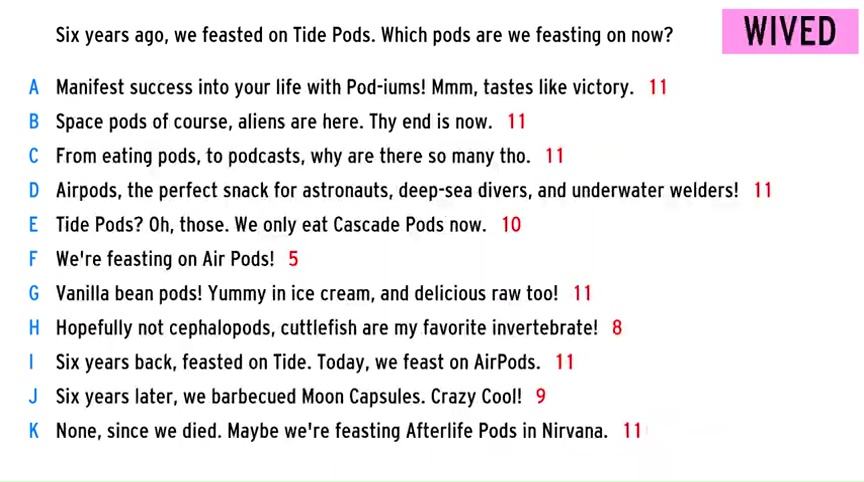 Six years ago, we feasted on Tide Pods. Which pods are we feasting on now?
WIVED
A Manifest success into your life with Pod-iums! Mmm, tastes like victory. 11
B Space pods of course, aliens are here. Thy end is now. 11
C From eating pods, to podcasts, why are there so many tho. 11
D Airpods, the perfect snack for astronauts, deep-sea divers, and underwater welders! 11
E Tide Pods? Oh, those. We only eat Cascade Pods now. 10
F We're feasting on Air Pods! 5
G Vanilla bean pods! Yummy in ice cream, and delicious raw too! 11
H Hopefully not cephalopods, cuttlefish are my favorite invertebrate! 8
I Six years back, feasted on Tide. Today, we feast on AirPods. 11
J Six years later, we barbecued Moon Capsules. Crazy Cool! 9
K None, since we died. Maybe we're feasting Afterlife Pods in Nirvana. 11